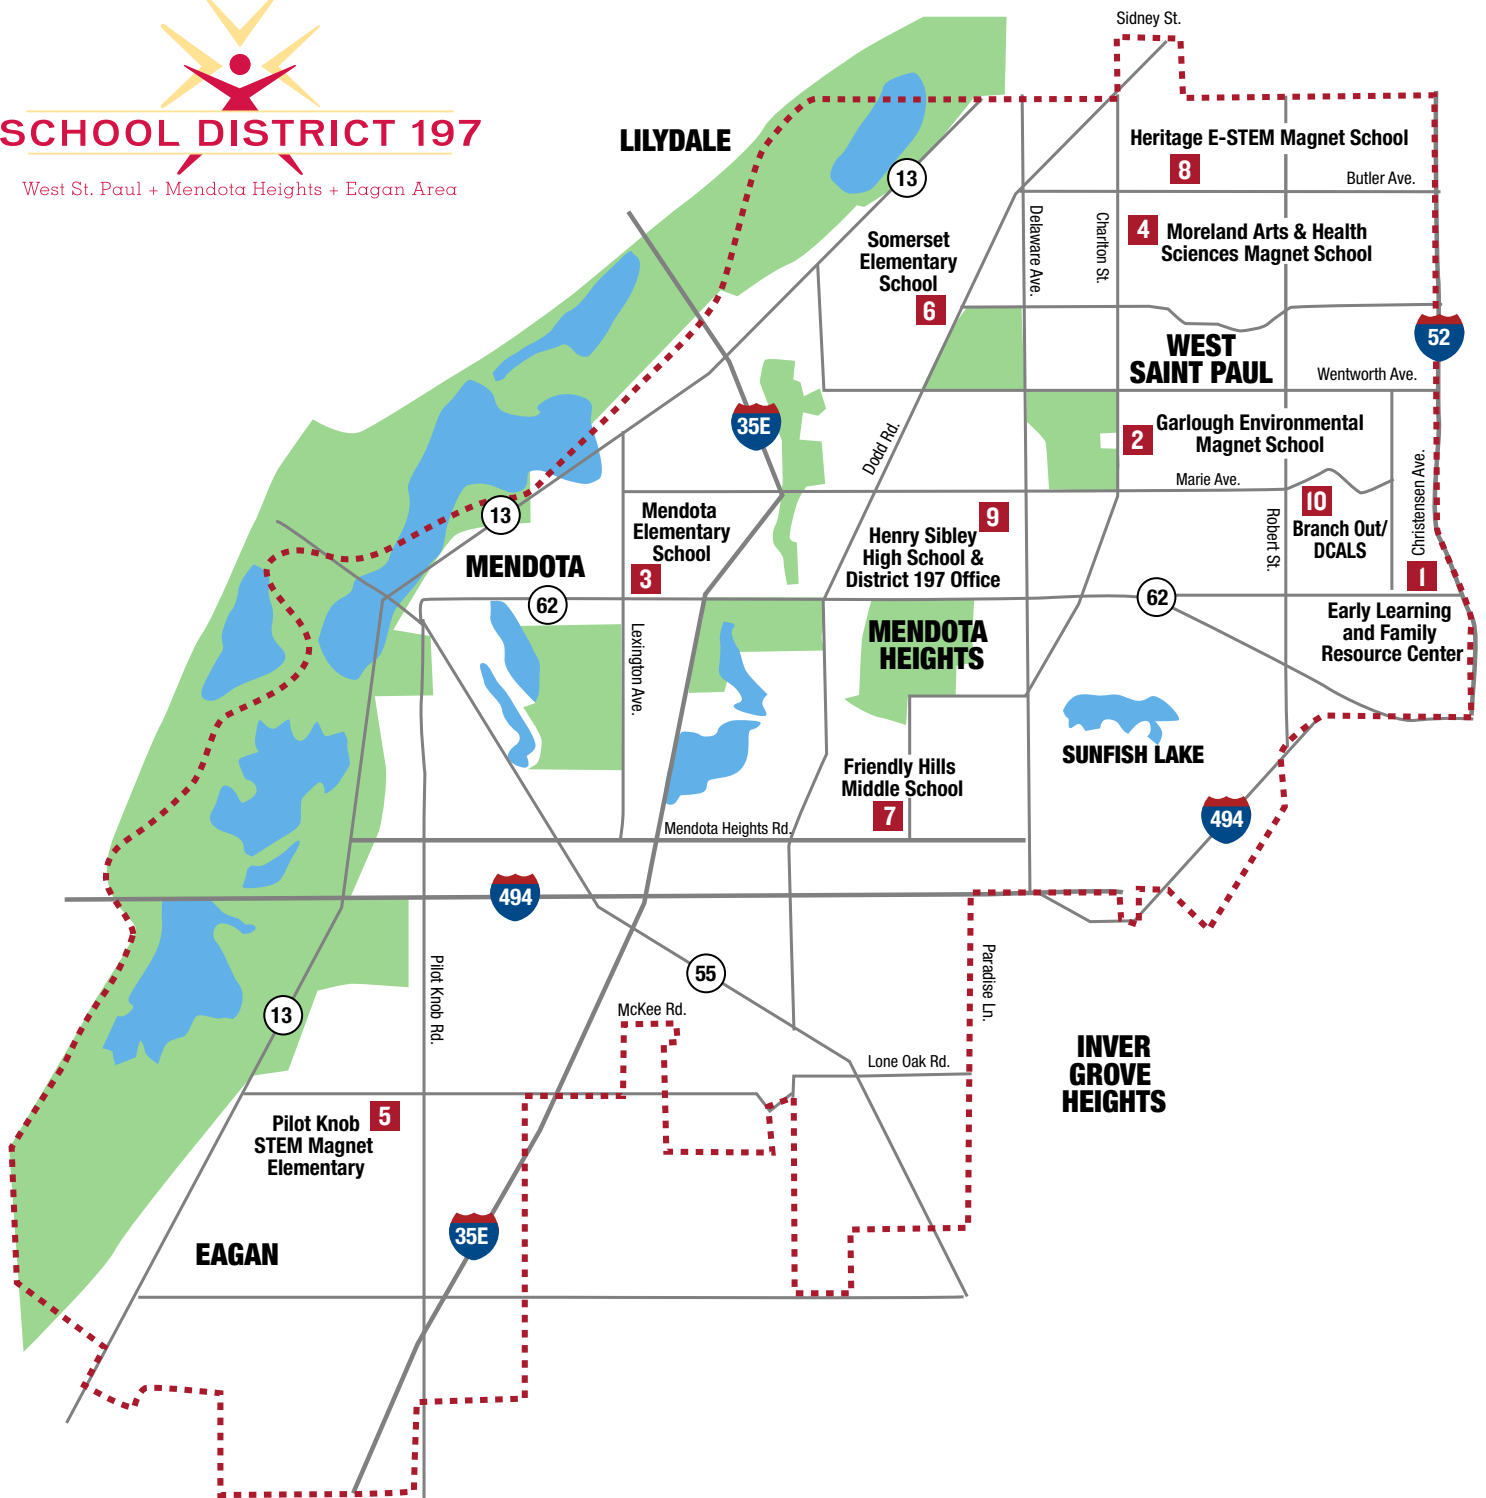 SCHOOL DISTRICT 197
West St. Paul + Mendota Heights + Eagan Area
Sidney St.
LILYDALE
Heritage E-STEM Magnet School
8
Butler Ave.
13
Delaware Ave.
Charlton St.
4
Moreland Arts & Health
Sciences Magnet School
Somerset
Elementary
School
6
52
WEST
SAINT PAUL
Wentworth Ave.
35E
Dodd Rd.
2
Garlough Environmental
Magnet School
Marie Ave.
Christensen Ave.
10
Branch Out/
DCALS
Robert St.
13
Mendota
Elementary
School
3
9
Henry Sibley
High School &
District 197 Office
MENDOTA
62
62
1
Early Learning
and Family
Resource Center
Lexington Ave.
MENDOTA
HEIGHTS
SUNFISH LAKE
Friendly Hills
Middle School
7
494
Mendota Heights Rd.
494
Pilot Knob Rd.
55
Paradise Ln.
13
McKee Rd.
Lone Oak Rd.
INVER
GROVE
HEIGHTS
5
Pilot Knob
STEM Magnet
Elementary
35E
EAGAN